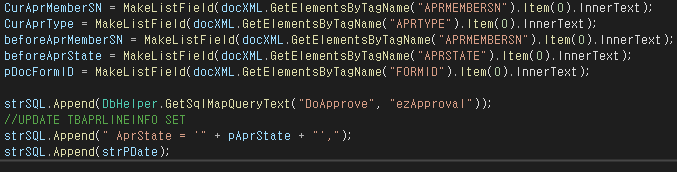 CurAprMemberSN = MakeListField(docXML.GetElementsByTagName("APRMEMBERSN").Item(0).InnerText);
CurAprType = MakeListField(docXML.GetElementsByTagName("APRTYPE").Item(0).InnerText);
beforeAprMemberSN = MakeListField(docXML.GetElementsByTagName("APRMEMBERSN").Item(0).InnerText);
beforeAprState = MakeListField(docXML.GetElementsByTagName("APRSTATE").Item(0).InnerText);
pDocFormID = MakeListField(docXML.GetElementsByTagName("FORMID").Item(0).InnerText);
strSQL.Append(DbHelper.GetSqlMapQueryText("DoApprove", "ezApproval"));
//UPDATE TBAPRLINEINFO SET
strSQL.Append(" AprState = '" + pAprState + "',");
strSQL.Append(strPDate);